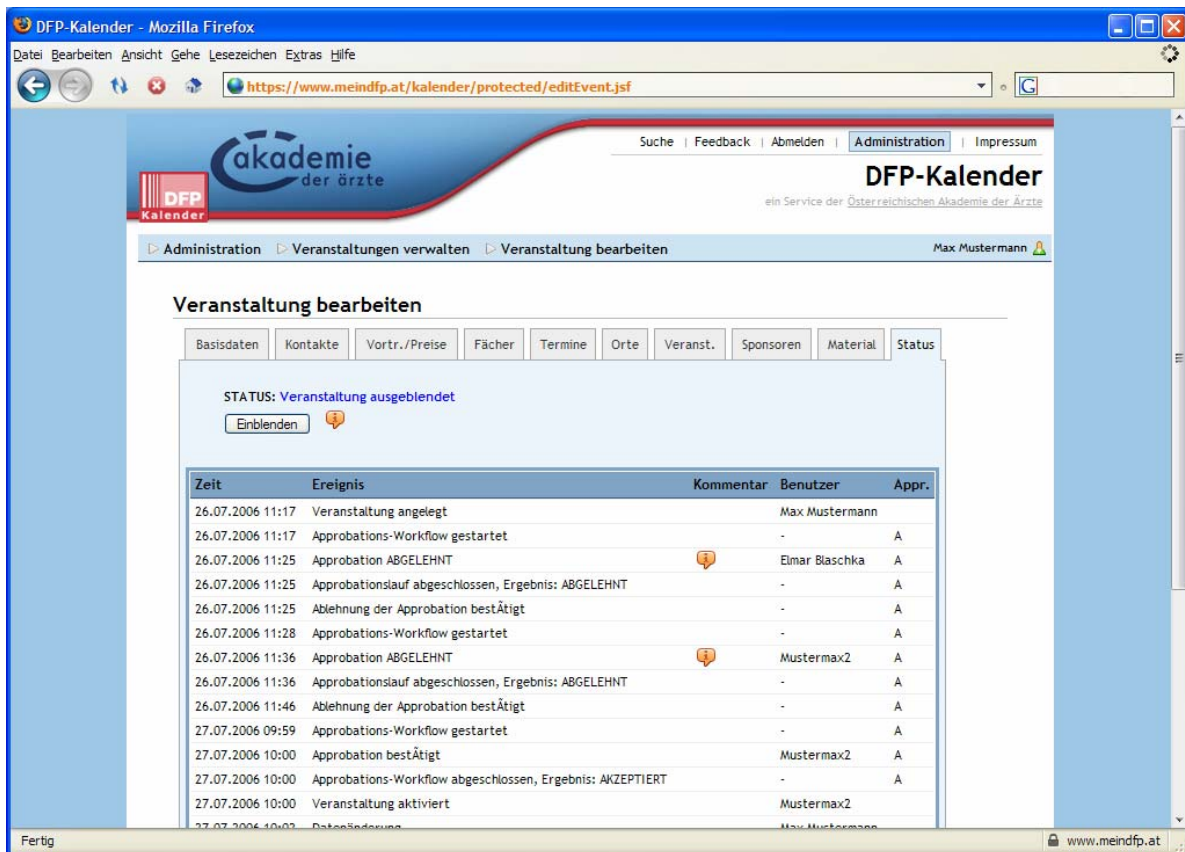 DFP-Kalender - Mozilla Firefox
Datei Bearbeiten Ansicht Gehe Lesezeichen Extras Hilfe
https://www.meindfp.at/kalender/protected/editEvent.jsf
G
akademie
der ärzte
DFP
Kalender
Suche | Feedback | Abmelden | Administration | Impressum
DFP-Kalender
ein Service der Österreichischen Akademie der Ärzte
Administration Veranstaltungen verwalten Veranstaltung bearbeiten Max Mustermann
Veranstaltung bearbeiten
Basisdaten Kontakte Vortr./Preise Fächer Termine Orte Veranst. Sponsoren Material Status
STATUS: Veranstaltung ausgeblendet
Einblenden
Zeit Ereignis Kommentar Benutzer Appr.
26.07.2006 11:17 Veranstaltung angelegt Max Mustermann
26.07.2006 11:17 Approbations-Workflow gestartet - A
26.07.2006 11:25 Approbation ABGELEHNT Elmar Blaschka A
26.07.2006 11:25 Approbationslauf abgeschlossen, Ergebnis: ABGELEHNT - A
26.07.2006 11:25 Ablehnung der Approbation bestÃtigt - A
26.07.2006 11:28 Approbations-Workflow gestartet - A
26.07.2006 11:36 Approbation ABGELEHNT Mustermax2 A
26.07.2006 11:36 Approbationslauf abgeschlossen, Ergebnis: ABGELEHNT - A
26.07.2006 11:46 Ablehnung der Approbation bestÃtigt - A
27.07.2006 09:59 Approbations-Workflow gestartet - A
27.07.2006 10:00 Approbation bestÃtigt Mustermax2 A
27.07.2006 10:00 Approbations-Workflow abgeschlossen, Ergebnis: AKZEPTIERT - A
27.07.2006 10:00 Veranstaltung aktiviert Mustermax2
27.07.2006 10:02 Datenänderung Max Mustermann
Fertig www.meindfp.at